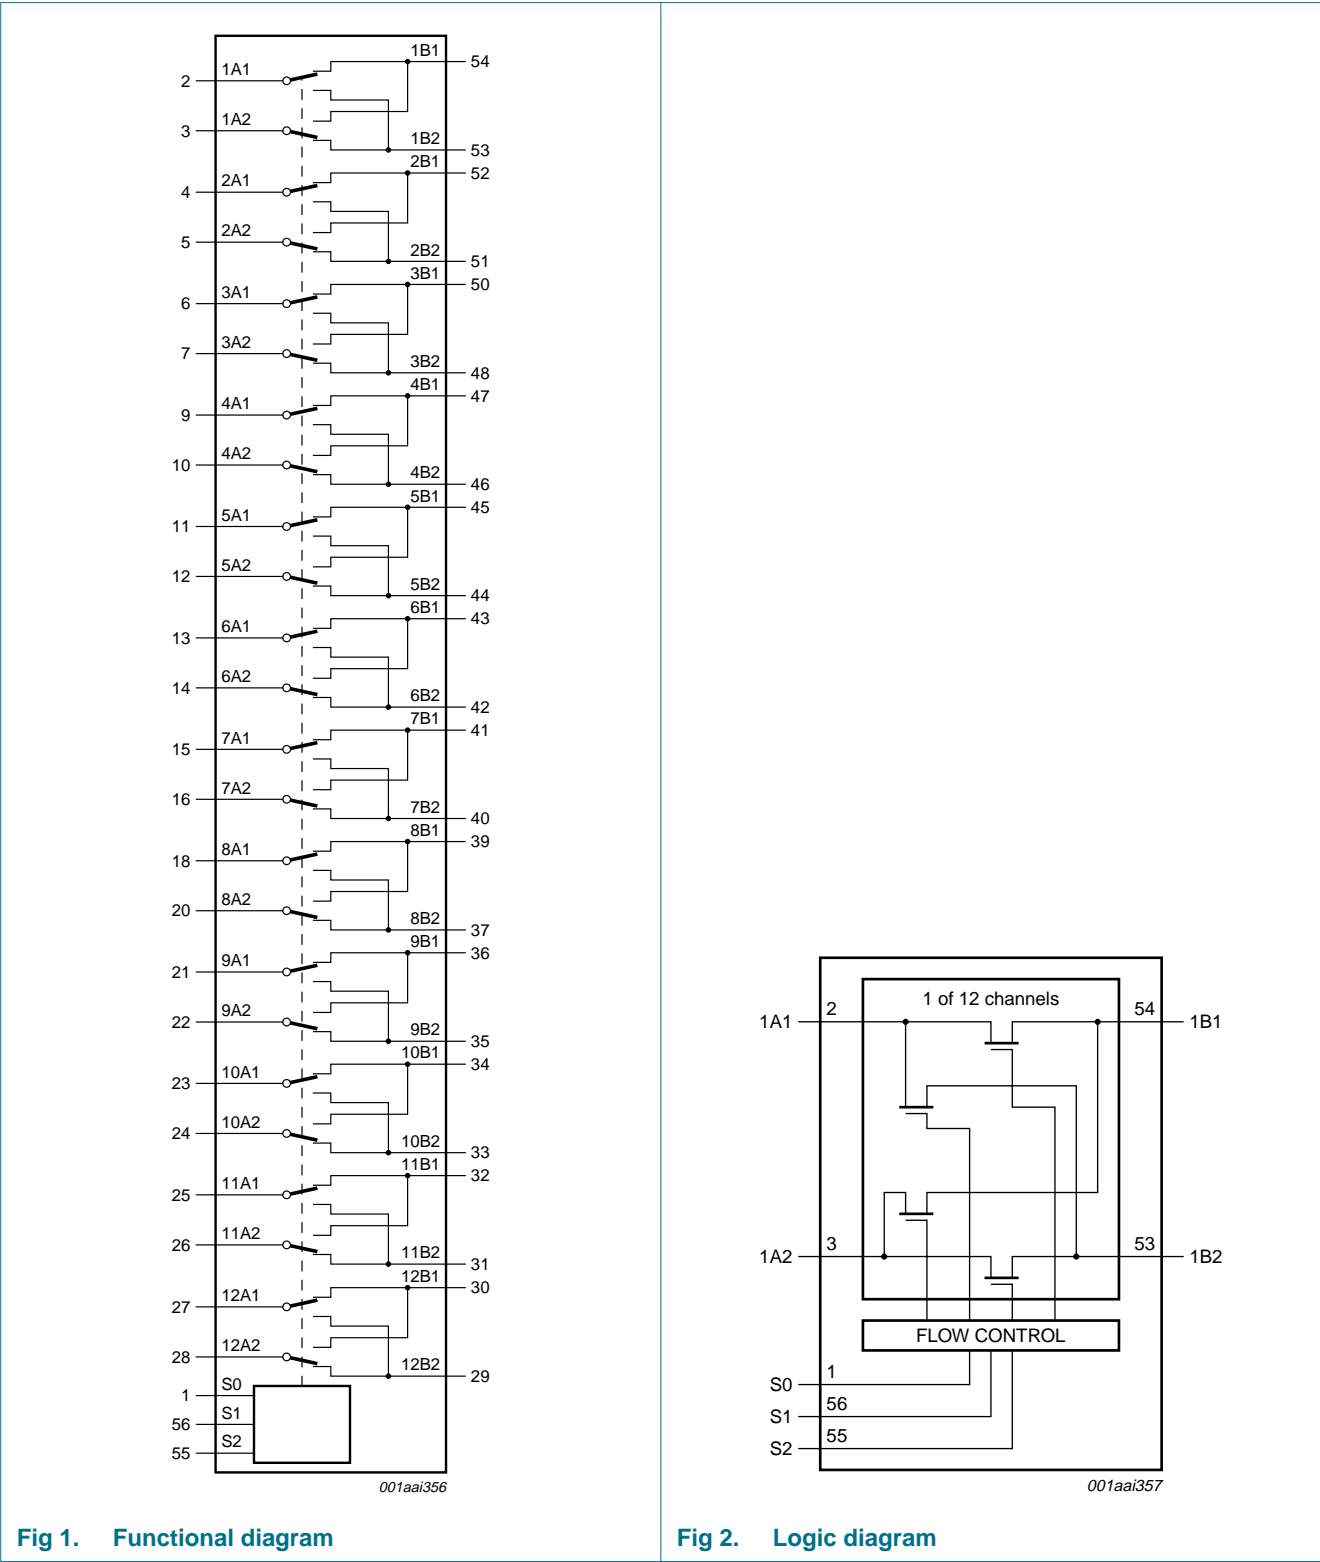 1B1
54
2
1A1
3
1A2
1B2
53
2B1
52
4
2A1
5
2A2
2B2
51
3B1
50
6
3A1
7
3A2
3B2
48
4B1
47
9
4A1
10
4A2
4B2
46
5B1
45
11
5A1
12
5A2
5B2
44
6B1
43
13
6A1
14
6A2
6B2
42
7B1
41
15
7A1
16
7A2
7B2
40
8B1
39
18
8A1
20
8A2
8B2
37
9B1
36
21
9A1
22
9A2
9B2
35
10B1
34
23
10A1
24
10A2
10B2
33
11B1
32
25
11A1
26
11A2
11B2
31
12B1
30
27
12A1
28
12A2
12B2
29
1
S0
56
S1
55
S2
001aai356
Fig 1. Functional diagram
1 of 12 channels
1A1
2
54
1B1
1A2
3
53
1B2
FLOW CONTROL
S0
1
S1
56
S2
55
001aai357
Fig 2. Logic diagram